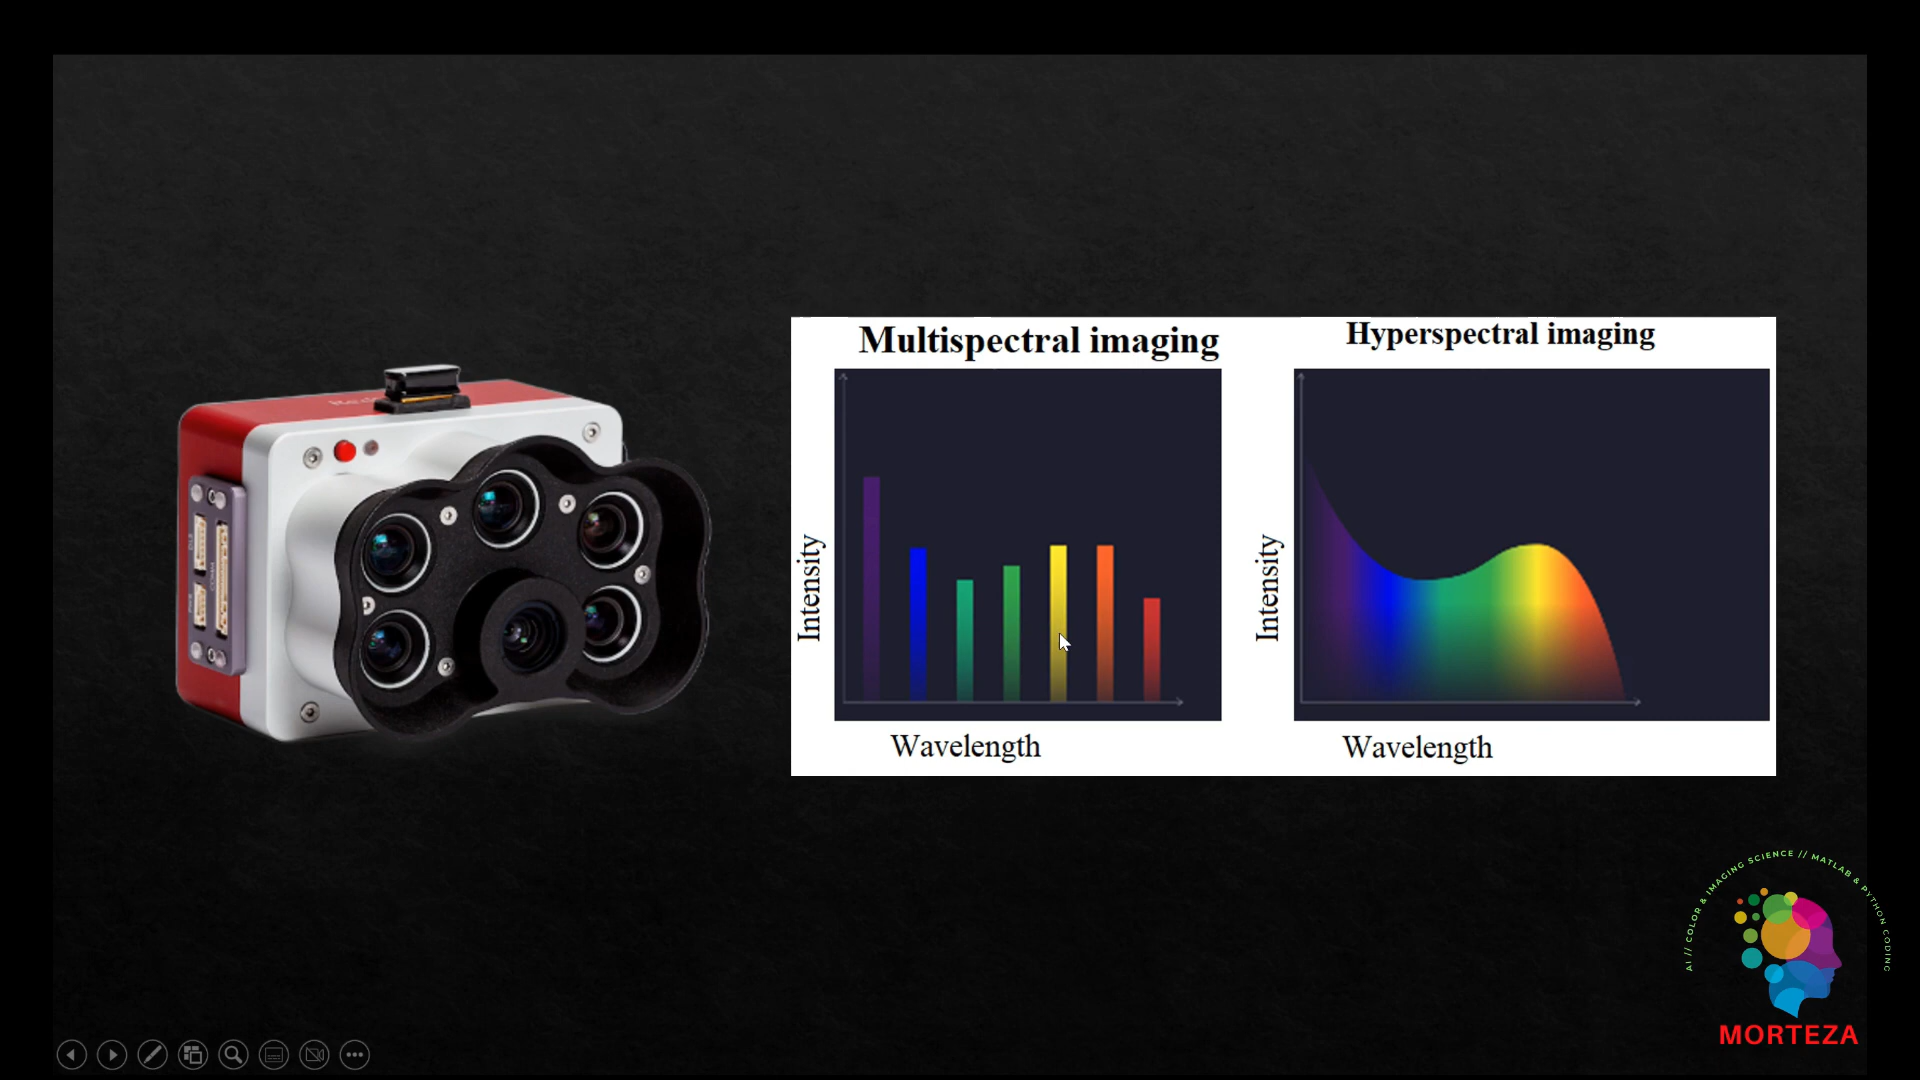 Multispectral imaging
Hyperspectral imaging
Intensity
Intensity
Wavelength
Wavelength
AI // COLOR & IMAGING SCIENCE // MATLAB & PYTHON CODING
MORTEZA